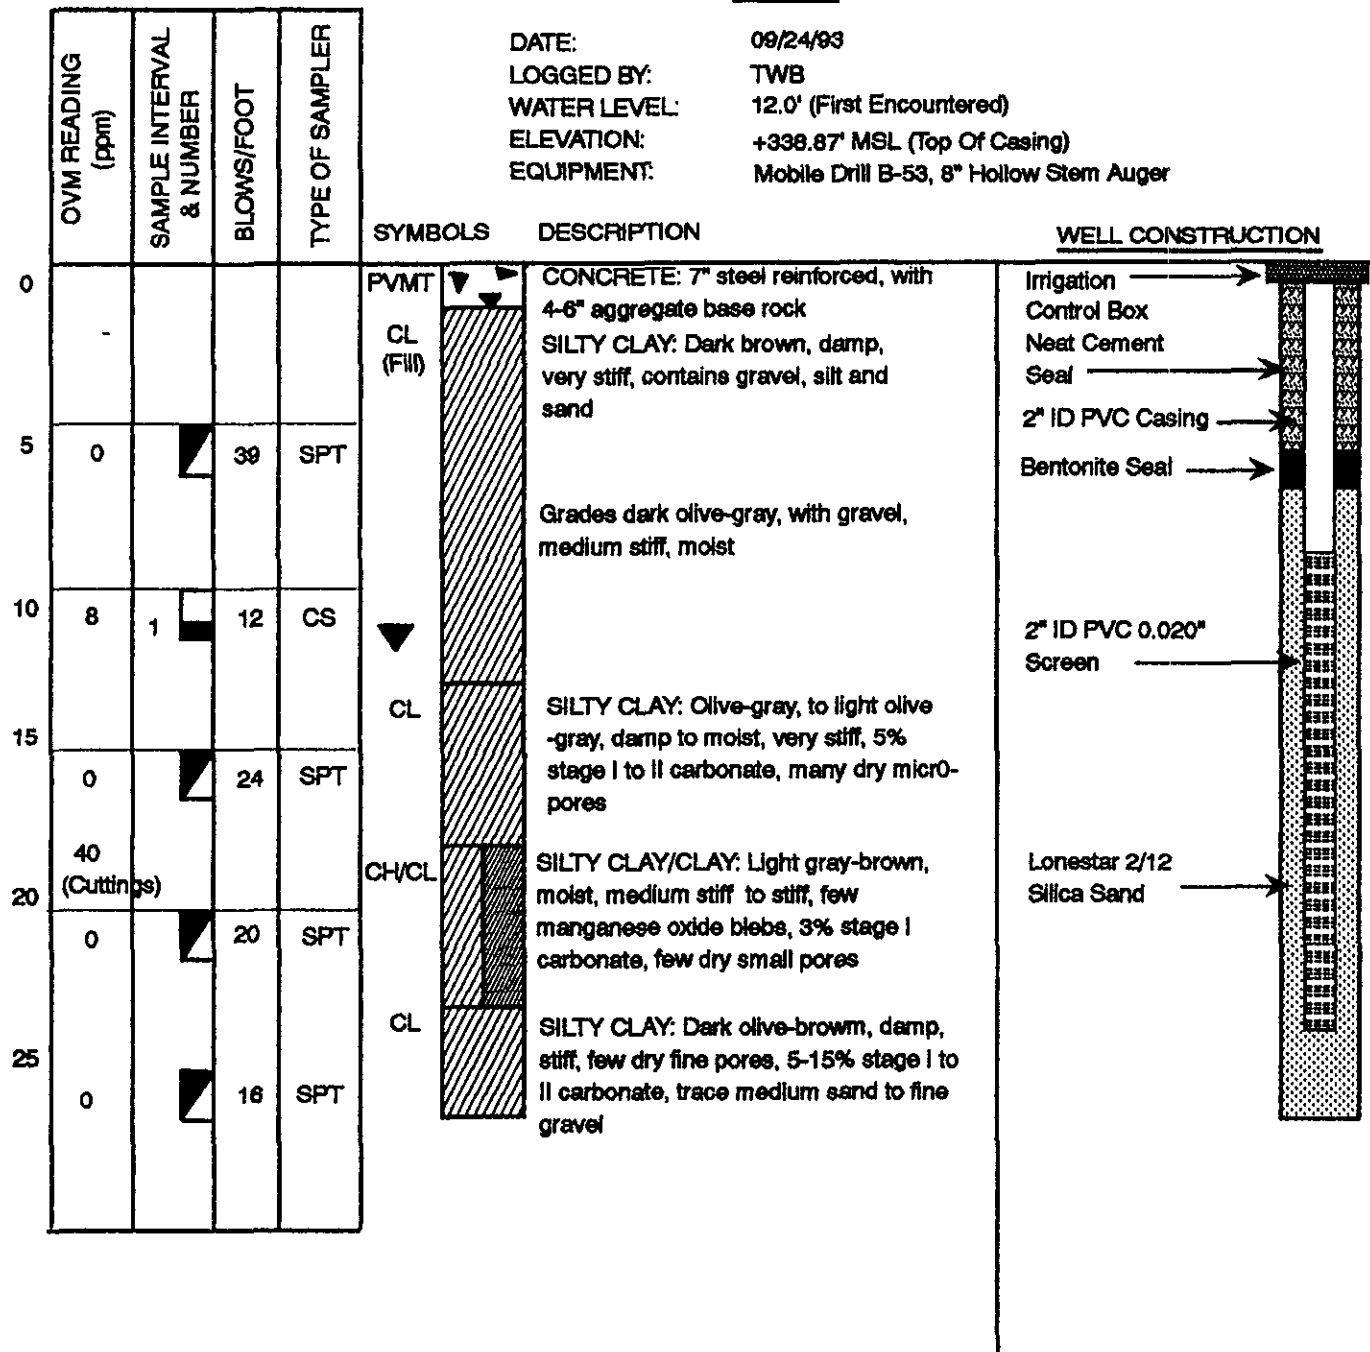 DATE: 09/24/93
LOGGED BY: TWB
WATER LEVEL: 12.0' (First Encountered)
ELEVATION: +338.87' MSL (Top Of Casing)
EQUIPMENT: Mobile Drill B-53, 8" Hollow Stem Auger
OVM READING
(ppm)
SAMPLE INTERVAL
& NUMBER
BLOWS/FOOT
TYPE OF SAMPLER
SYMBOLS DESCRIPTION WELL CONSTRUCTION
0
PVMT
CONCRETE: 7" steel reinforced, with
4-6" aggregate base rock
-
CL
(Fill)
SILTY CLAY: Dark brown, damp,
very stiff, contains gravel, silt and
sand
5
0 39 SPT
Grades dark olive-gray, with gravel,
medium stiff, moist
10
8 1 12 CS
CL
SILTY CLAY: Olive-gray, to light olive
-gray, damp to moist, very stiff, 5%
stage I to II carbonate, many dry micr0-
pores
15
0 24 SPT
40
(Cuttings)
CH/CL
SILTY CLAY/CLAY: Light gray-brown,
moist, medium stiff to stiff, few
manganese oxide blebs, 3% stage I
carbonate, few dry small pores
20
0 20 SPT
CL
SILTY CLAY: Dark olive-browm, damp,
stiff, few dry fine pores, 5-15% stage I to
II carbonate, trace medium sand to fine
gravel
25
0 16 SPT
Irrigation
Control Box
Neat Cement
Seal
2" ID PVC Casing
Bentonite Seal
2" ID PVC 0.020"
Screen
Lonestar 2/12
Silica Sand